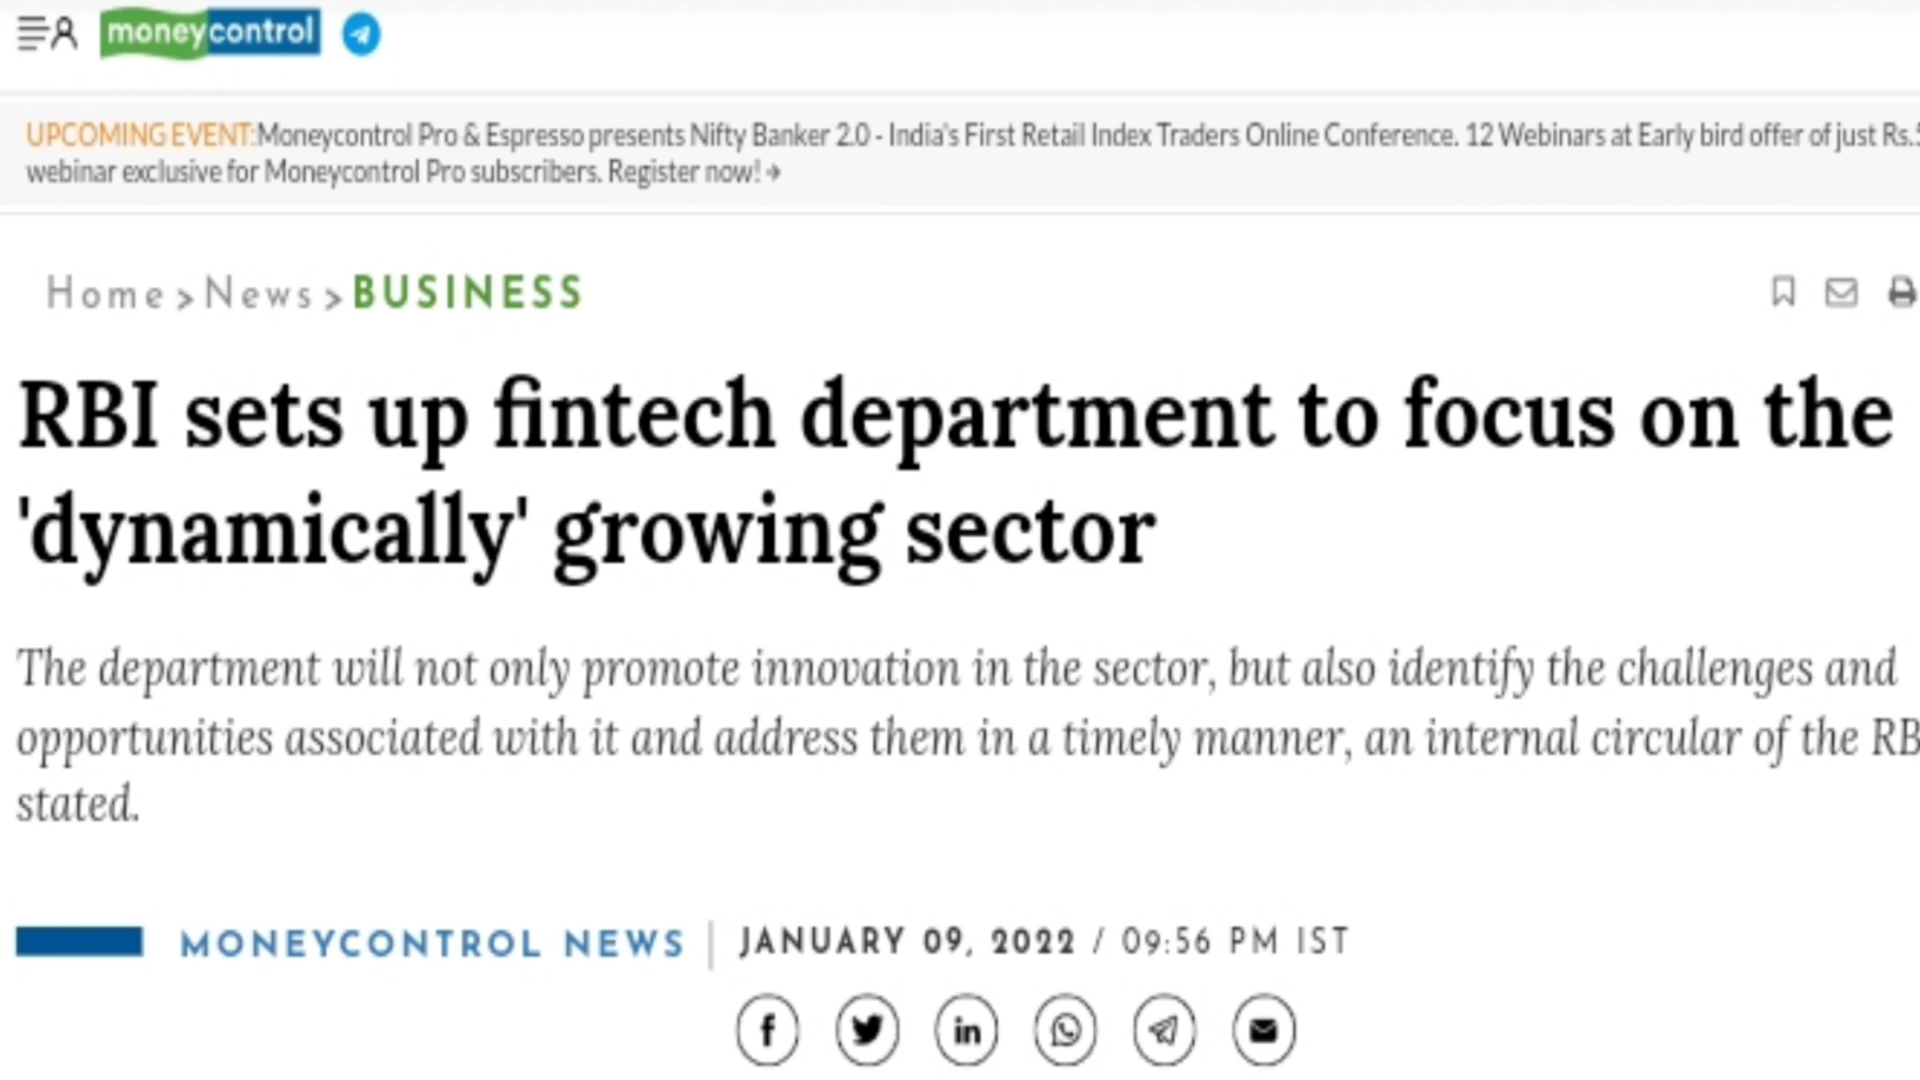 moneycontrol
UPCOMING EVENT:Moneycontrol Pro & Espresso presents Nifty Banker 2.0 - India's First Retail Index Traders Online Conference. 12 Webinars at Early bird offer of just Rs.
webinar exclusive for Moneycontrol Pro subscribers. Register now!
Home > News > BUSINESS
RBI sets up fintech department to focus on the
'dynamically' growing sector
The department will not only promote innovation in the sector, but also identify the challenges and
opportunities associated with it and address them in a timely manner, an internal circular of the RB
stated.
MONEYCONTROL NEWS | JANUARY 09, 2022 / 09:56 PM IST